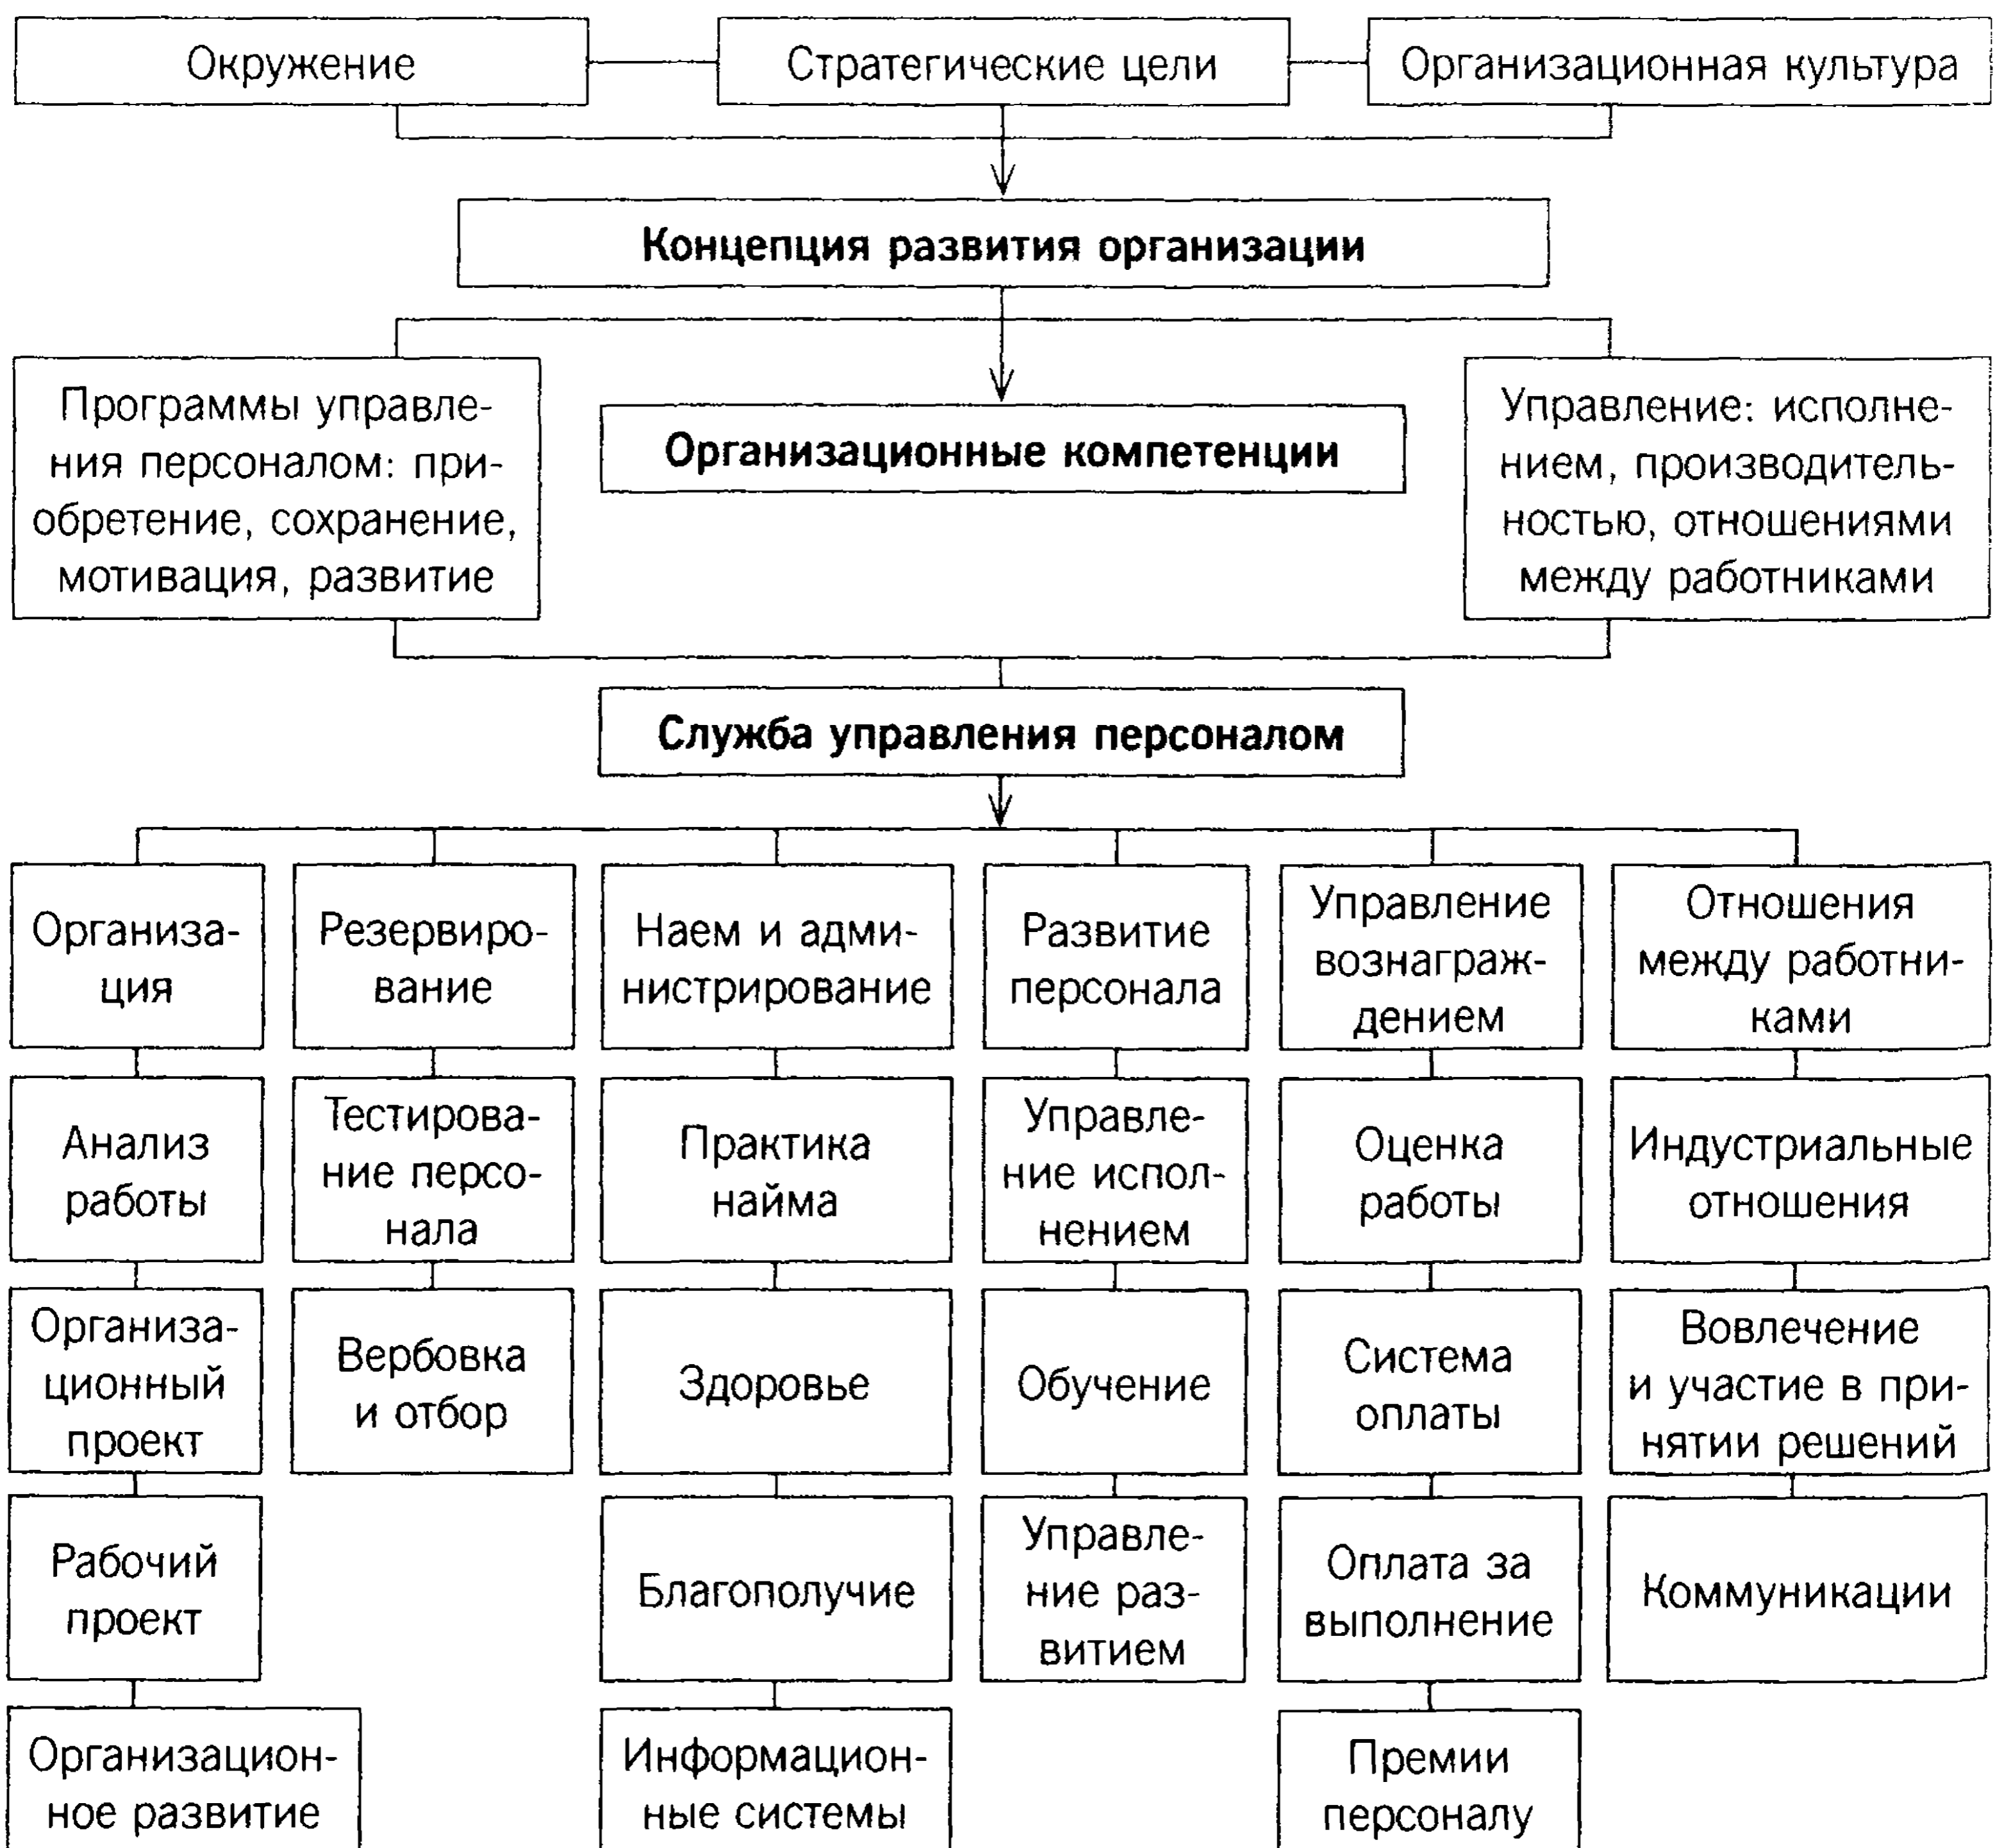 Окружение
Стратегические цели
Организационная культура
Концепция развития организации
Программы управле-
ния персоналом: при-
обретение, сохранение,
мотивация, развитие
Организационные компетенции
Управление: исполне-
нием, производитель-
ностью, отношениями
между работниками
Служба управления персоналом
Организа-
ция
Резервиро-
вание
Наем и адми-
нистрирование
Развитие
персонала
Управление
вознаграж-
дением
Отношения
между работни-
ками
Анализ
работы
Тестирова-
ние персо-
нала
Практика
найма
Управле-
ние испол-
нением
Оценка
работы
Индустриальные
отношения
Организа-
ционный
проект
Вербовка
и отбор
Здоровье
Обучение
Система
оплаты
Вовлечение
и участие в при-
нятии решений
Рабочий
проект
Благополучие
Управле-
ние раз-
витием
Оплата за
выполнение
Коммуникации
Организацион-
ное развитие
Информацион-
ные системы
Премии
персоналу